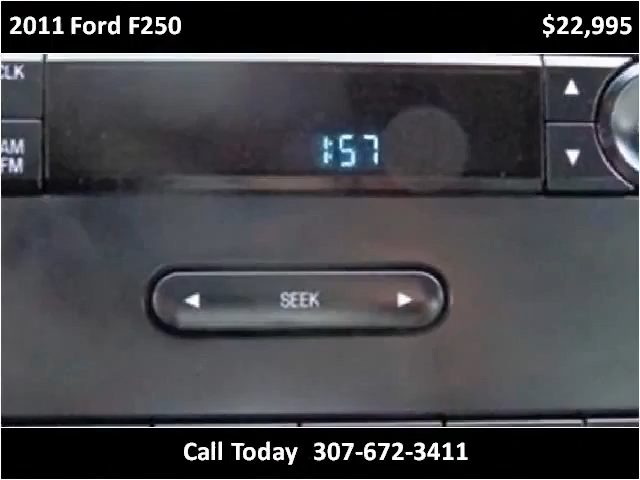 2011 Ford F250 $22,995
CLK
AM
FM
1:57
SEEK
Call Today 307-672-3411